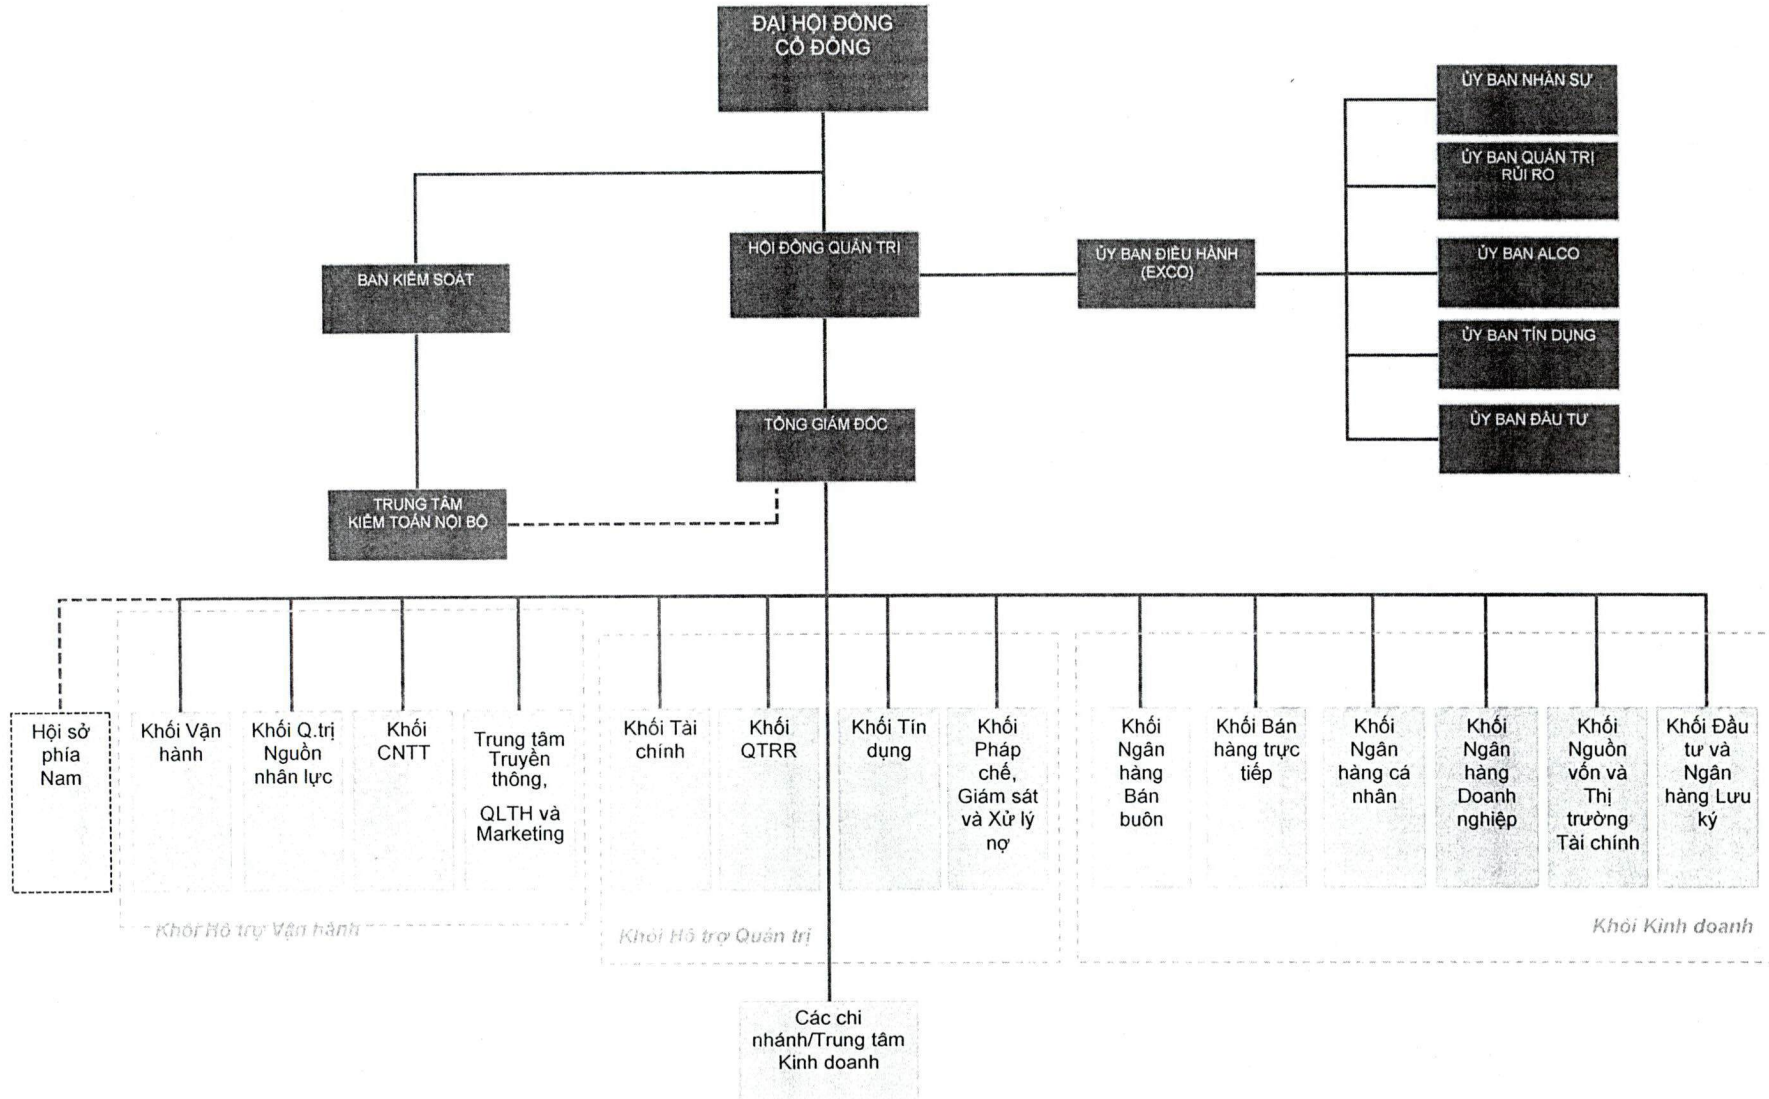 ĐẠI HỘI ĐỒNG
CỔ ĐÔNG
ỦY BAN NHÂN SỰ
ỦY BAN QUẢN TRỊ
RỦI RO
HỘI ĐỒNG QUẢN TRỊ
ỦY BAN ĐIỀU HÀNH
(EXCO)
ỦY BAN ALCO
BAN KIỂM SOÁT
ỦY BAN TÍN DỤNG
TỔNG GIÁM ĐỐC
ỦY BAN ĐẦU TƯ
TRUNG TÂM
KIỂM TOÁN NỘI BỘ
Hội sở
phía
Nam
Khối Vận
hành
Khối Q.trị
Nguồn
nhân lực
Khối
CNTT
Trung tâm
Truyền
thông,
QLTH và
Marketing
Khối Tài
chính
Khối
QTRR
Khối Tín
dụng
Khối
Pháp
chế,
Giám sát
và Xử lý
nợ
Khối
Ngân
hàng
Bán
buôn
Khối Bán
hàng trực
tiếp
Khối
Ngân
hàng cá
nhân
Khối
Ngân
hàng
Doanh
nghiệp
Khối
Nguồn
vốn và
Thị
trường
Tài chính
Khối Đầu
tư và
Ngân
hàng Lưu
ký
Khối Hỗ trợ Vận hành
Khối Hỗ trợ Quản trị
Khối Kinh doanh
Các chi
nhánh/Trung tâm
Kinh doanh